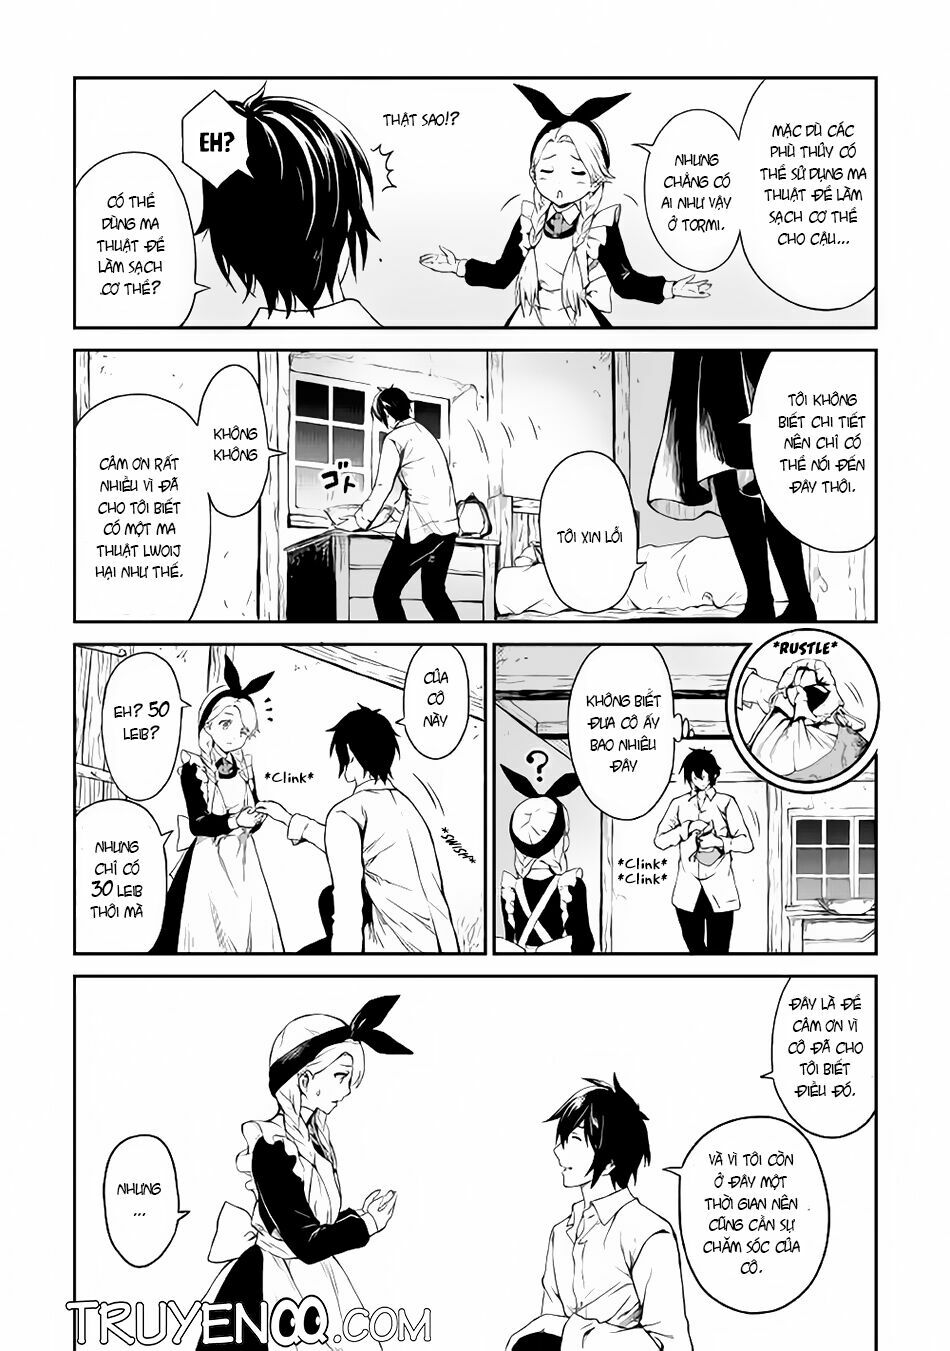 MẶC DÙ CÁC
PHÙ THỦY CÓ
THỂ SỬ DỤNG MA
THUẬT ĐỂ LÀM
SẠCH CƠ THỂ
CHO CẬU...
NHƯNG
CHẲNG CÓ
AI NHƯ VẬY
Ở TORMI.
THẬT SAO!?
EH?
CÓ THỂ
DÙNG MA
THUẬT ĐỂ
LÀM SẠCH
CƠ THỂ?
TÔI KHÔNG
BIẾT CHI TIẾT
NÊN CHỈ CÓ
THỂ NÓI ĐẾN
ĐÂY THÔI.
TÔI XIN LỖI
ゴト
KHÔNG
KHÔNG
CÂM ƠN RẤT
NHIỀU VÌ ĐÃ
CHO TÔI BIẾT
CÓ MỘT MA
THUẬT LWOIJ
HẠI NHƯ THẾ.
*RUSTLE*
KHÔNG BIẾT
ĐƯA CÔ ẤY
BAO NHIÊU
ĐÂY
?
*Clink*
*Clink*
CỦA
CÔ NÀY
*SWISH*
*Clink*
EH? 50
LEIB?
NHƯNG
CHỈ CÓ
30 LEIB
THÔI MÀ
ĐÂY LÀ ĐỂ
CÂM ƠN VÌ
CÔ ĐÃ CHO
TÔI BIẾT
ĐIỀU ĐÓ.
VÀ VÌ TÔI CÒN
Ở ĐÂY MỘT
THỜI GIAN NÊN
CŨNG CẦN SỰ
CHĂM SÓC CỦA
CÔ.
NHƯNG
...
TRUYENQQ.COM